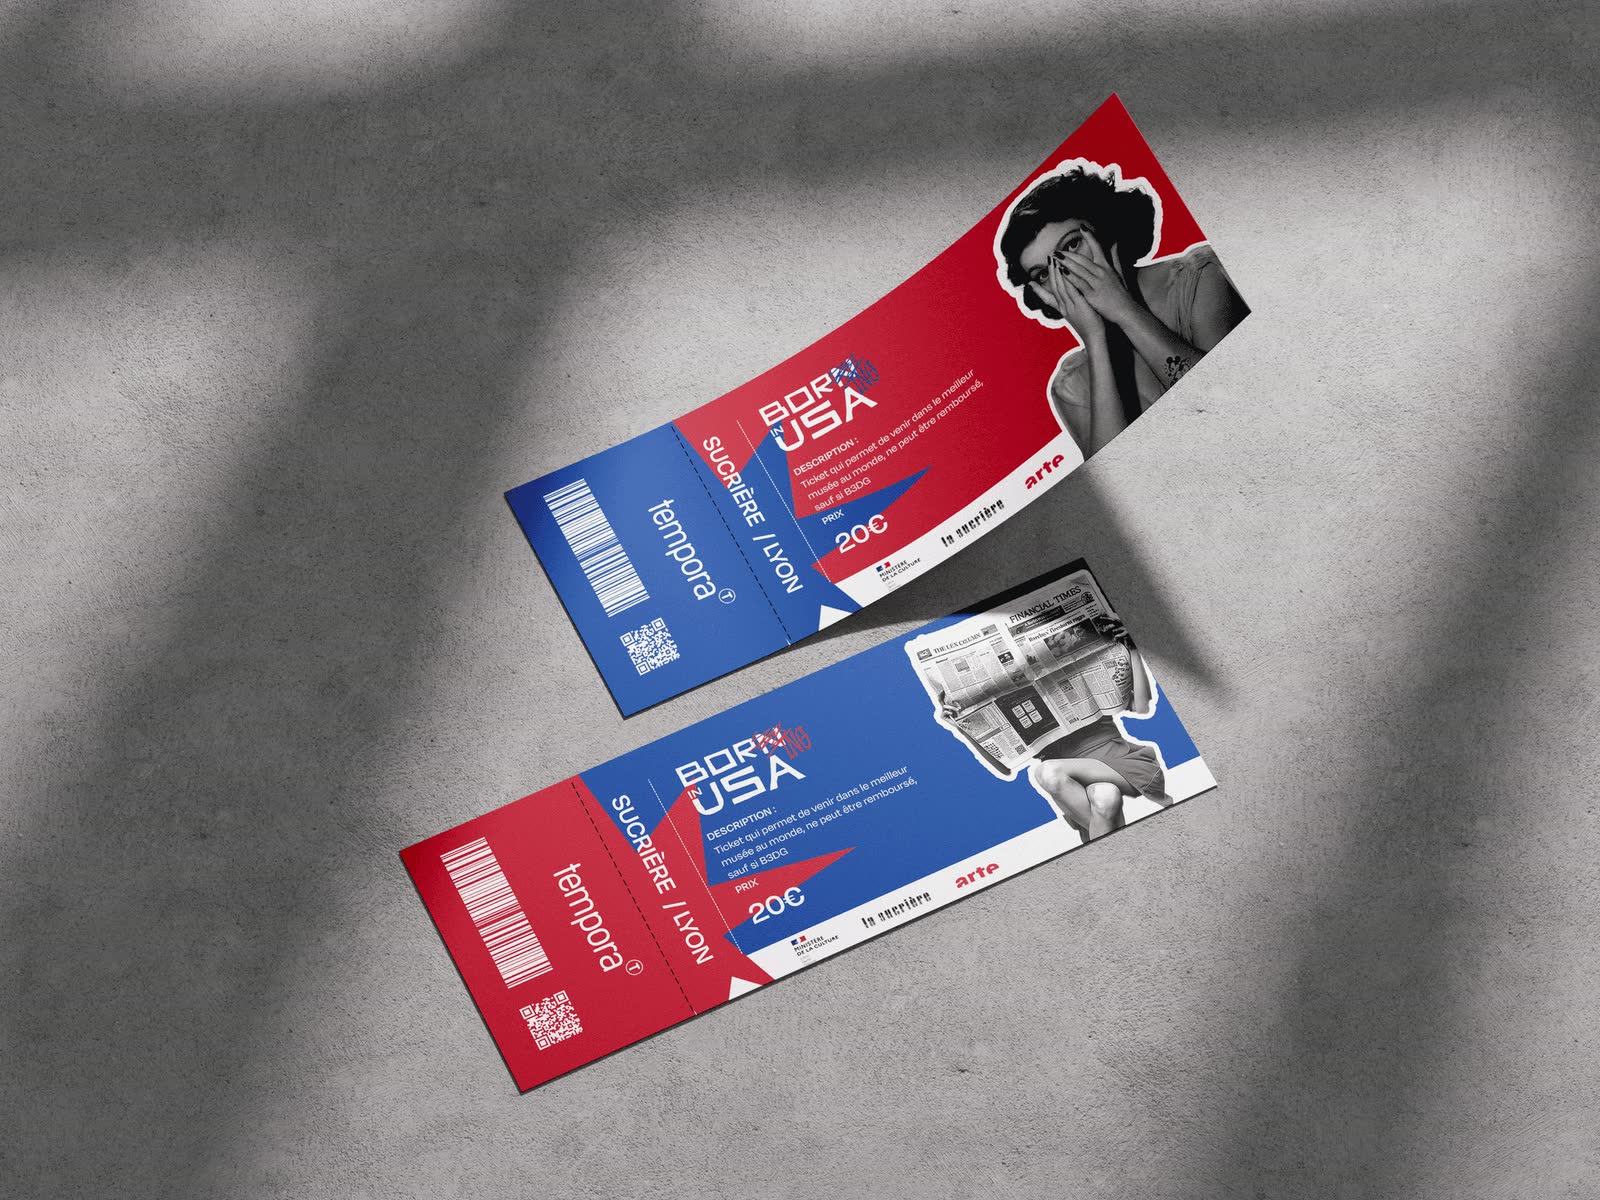 BORN
IN USA
DESCRIPTION :
Ticket qui permet de venir dans le meilleur
musée au monde, ne peut être remboursé,
sauf si B3DG
PRIX
20€
SUCRIÈRE / LYON
tempora T
MINISTÈRE
DE LA CULTURE
la sucrière
arte
THE LEX COLUMN
FINANCIAL TIMES
BORN
IN USA
DESCRIPTION :
Ticket qui permet de venir dans le meilleur
musée au monde, ne peut être remboursé,
sauf si B3DG
PRIX
20€
SUCRIÈRE / LYON
tempora T
MINISTÈRE
DE LA CULTURE
la sucrière
arte